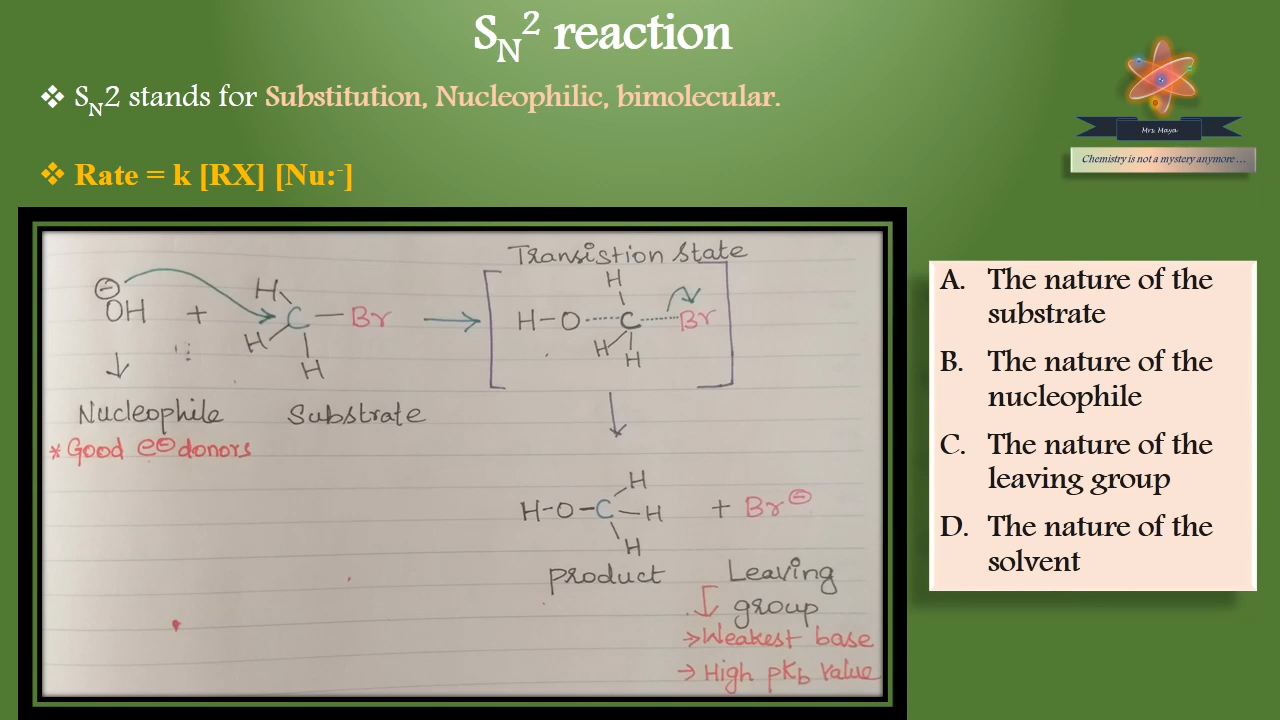 S_N² reaction
❖ S_N2 stands for Substitution, Nucleophilic, bimolecular.
❖ Rate = k [RX] [Nu:⁻]
Mrs. Maya
Chemistry is not a mystery anymore …
Transistion State
⊖
OH + H C — Br → H–O C Br
H H
H H H H
Nucleophile Substrate
*Good e⊖ donors
H–O–C H H H + Br⊖
product Leaving
group
→ Weakest base
→ High pKb value
A. The nature of the
substrate
B. The nature of the
nucleophile
C. The nature of the
leaving group
D. The nature of the
solvent